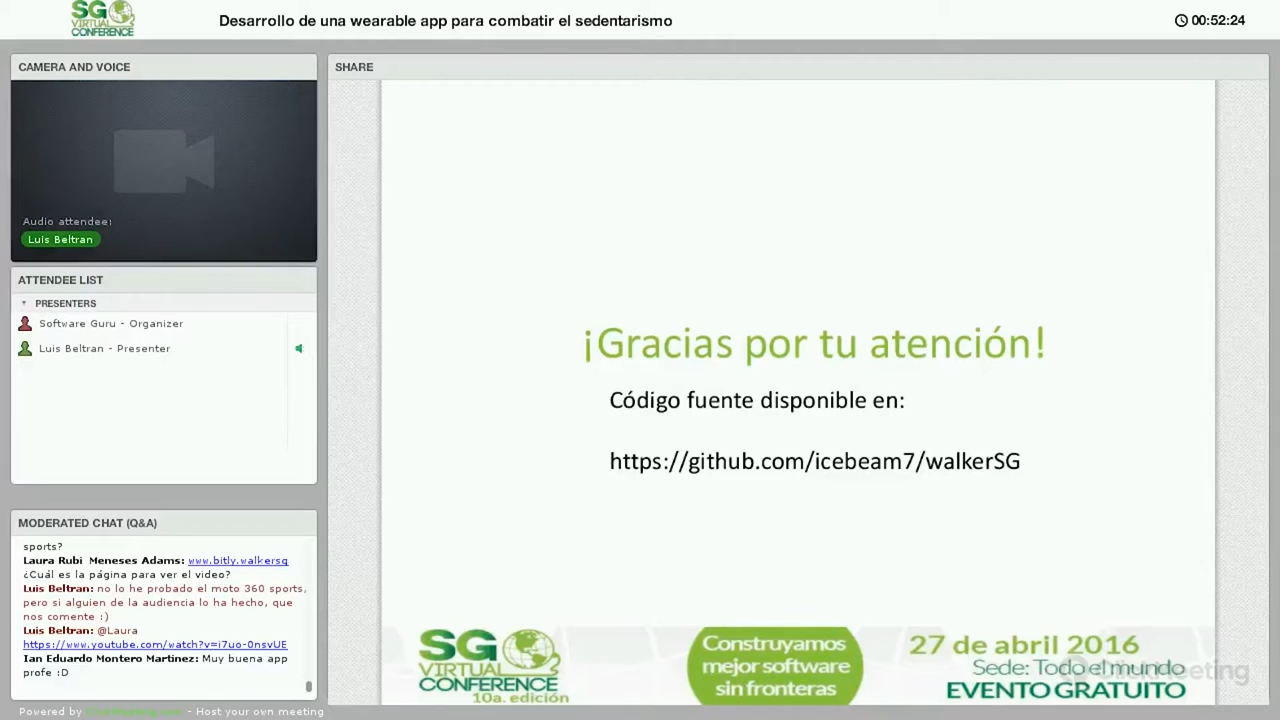 SG
VIRTUAL
CONFERENCE
Desarrollo de una wearable app para combatir el sedentarismo
00:52:24
CAMERA AND VOICE
SHARE
Audio attendee:
Luis Beltran
ATTENDEE LIST
PRESENTERS
Software Guru - Organizer
Luis Beltran - Presenter
MODERATED CHAT (Q&A)
sports?
Laura Rubi Meneses Adams: www.bitly.walkersg
¿Cuál es la página para ver el video?
Luis Beltran: no lo he probado el moto 360 sports,
pero si alguien de la audiencia lo ha hecho, que
nos comente :)
Luis Beltran: @Laura
https://www.youtube.com/watch?v=i7uo-0nsvUE
Ian Eduardo Montero Martinez: Muy buena app
profe :D
Powered by ClickMeeting.com - Host your own meeting
¡Gracias por tu atención!
Código fuente disponible en:
https://github.com/icebeam7/walkerSG
SG
VIRTUAL
CONFERENCE
10a. edición
Construyamos
mejor software
sin fronteras
27 de abril 2016
Sede: Todo el mundo
EVENTO GRATUITO
ClickMeeting